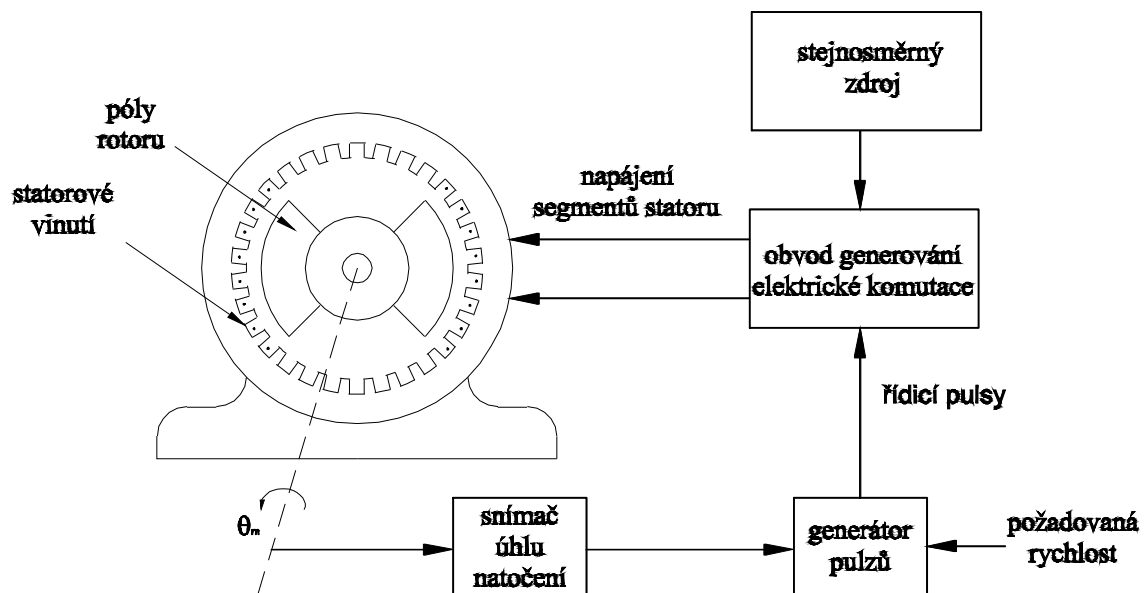 stejnosměrný
zdroj
póly
rotoru
statorové
vinutí
napájení
segmentů statoru
obvod generování
elektrické komutace
řídicí pulsy
θm
snímač
úhlu
natočení
generátor
pulzů
požadovaná
rychlost